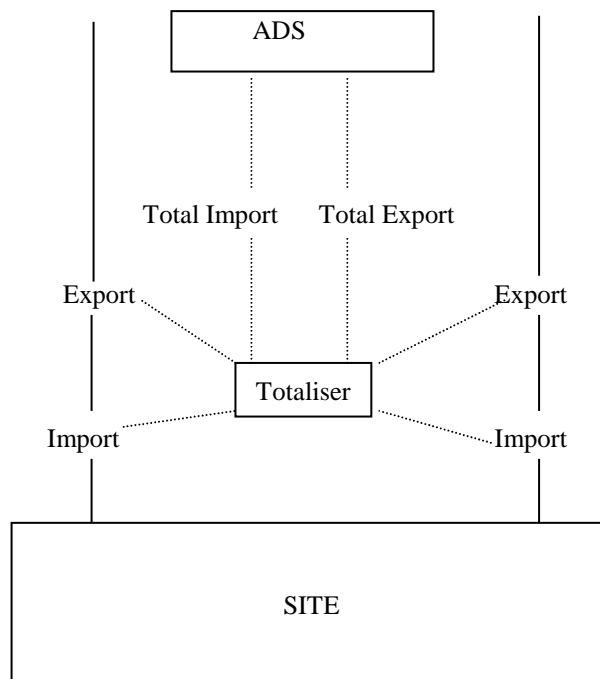 ADS
Total Import Total Export
Export Export
Totaliser
Import Import
SITE